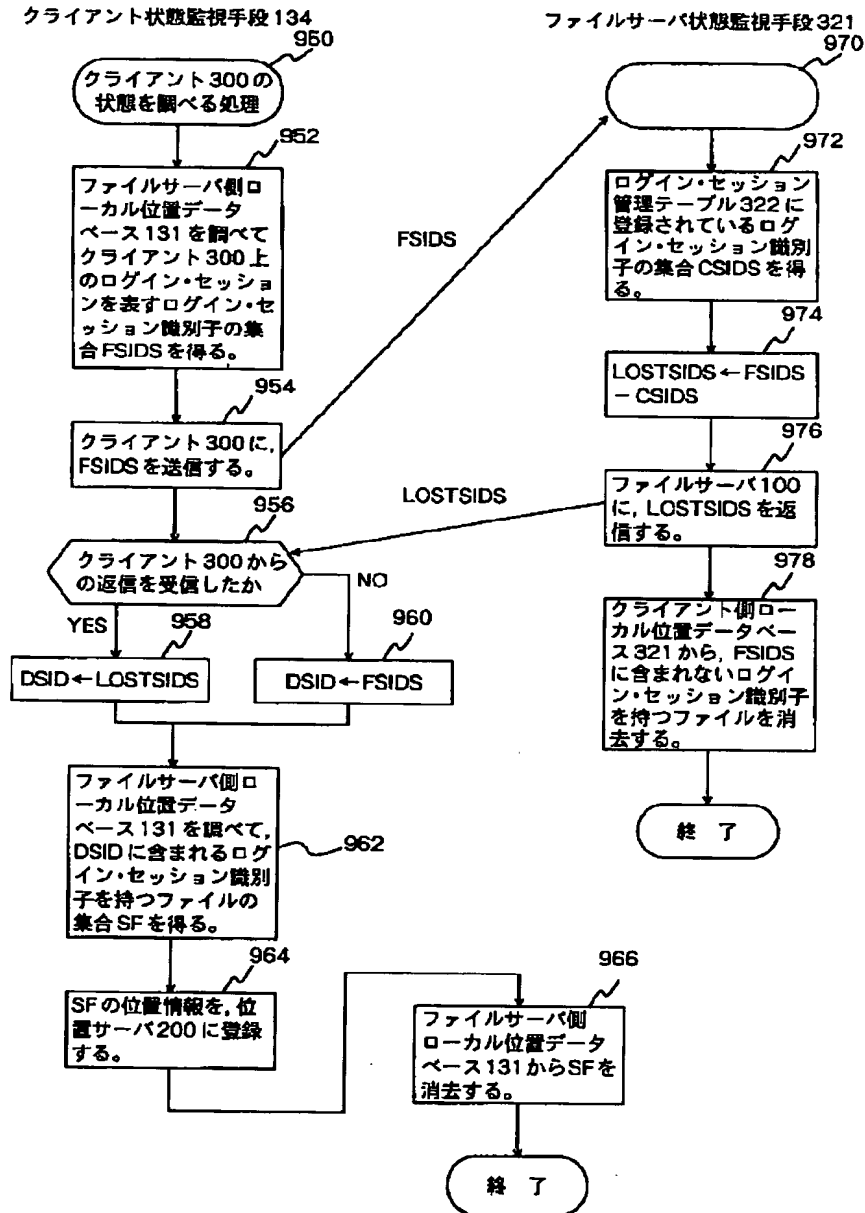 クライアント状態監視手段134
950
クライアント300の
状態を調べる処理
952
ファイルサーバ側ロ
ーカル位置データ
ベース131を調べて
クライアント300上
のログイン・セッショ
ンを表すログイン・セ
ッション識別子の集
合FSIDSを得る。
954
クライアント300に,
FSIDSを送信する。
956
クライアント300から
の返信を受信したか
YES
NO
958
DSID←LOSTSIDS
960
DSID←FSIDS
ファイルサーバ側ロ
ーカル位置データ
ベース131を調べて,
DSIDに含まれるログ
イン・セッション識別
子を持つファイルの
集合SFを得る。
962
964
SFの位置情報を,位
置サーバ200に登録
する。
966
ファイルサーバ側
ローカル位置データ
ベース131からSFを
消去する。
終 了
FSIDS
LOSTSIDS
ファイルサーバ状態監視手段321
970
972
ログイン・セッション
管理テーブル322に
登録されているログ
イン・セッション識別
子の集合CSIDSを得
る。
974
LOSTSIDS←FSIDS
－CSIDS
976
ファイルサーバ100
に,LOSTSIDSを返
信する。
978
クライアント側ロー
カル位置データベー
ス321から,FSIDS
に含まれないログイ
ン・セッション識別子
を持つファイルを消
去する。
終 了